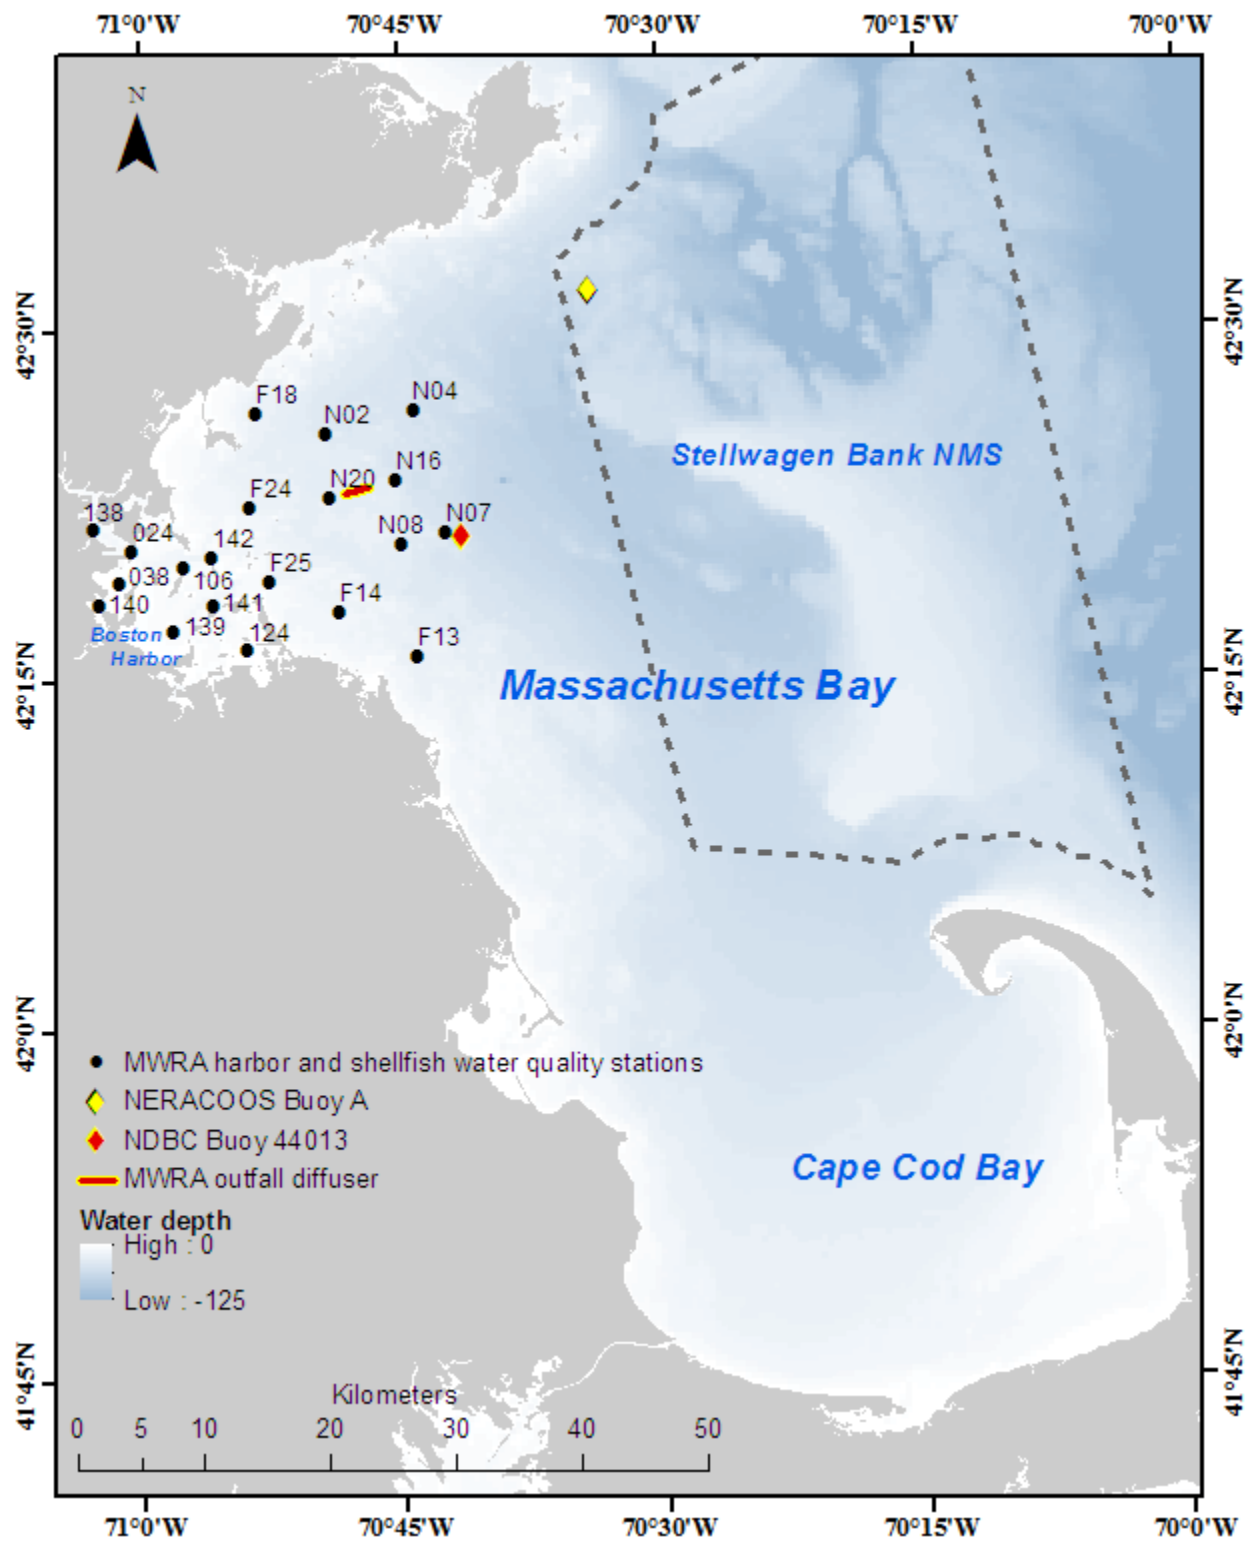 71°0'W 70°45'W 70°30'W 70°15'W 70°0'W
N
42°30'N 42°30'N
F18 N04
N02
Stellwagen Bank NMS
N16
N20
F24
N07
138 N08
024 142
F25
038 106
F14
140 141
139
124 F13
Boston
Harbor
Massachusetts Bay
42°15'N 42°15'N
42°0'N 42°0'N
MWRA harbor and shellfish water quality stations
NERACOOS Buoy A
NDBC Buoy 44013
MWRA outfall diffuser
Cape Cod Bay
Water depth
High : 0
Low : -125
41°45'N 41°45'N
Kilometers
0 5 10 20 30 40 50
71°0'W 70°45'W 70°30'W 70°15'W 70°0'W